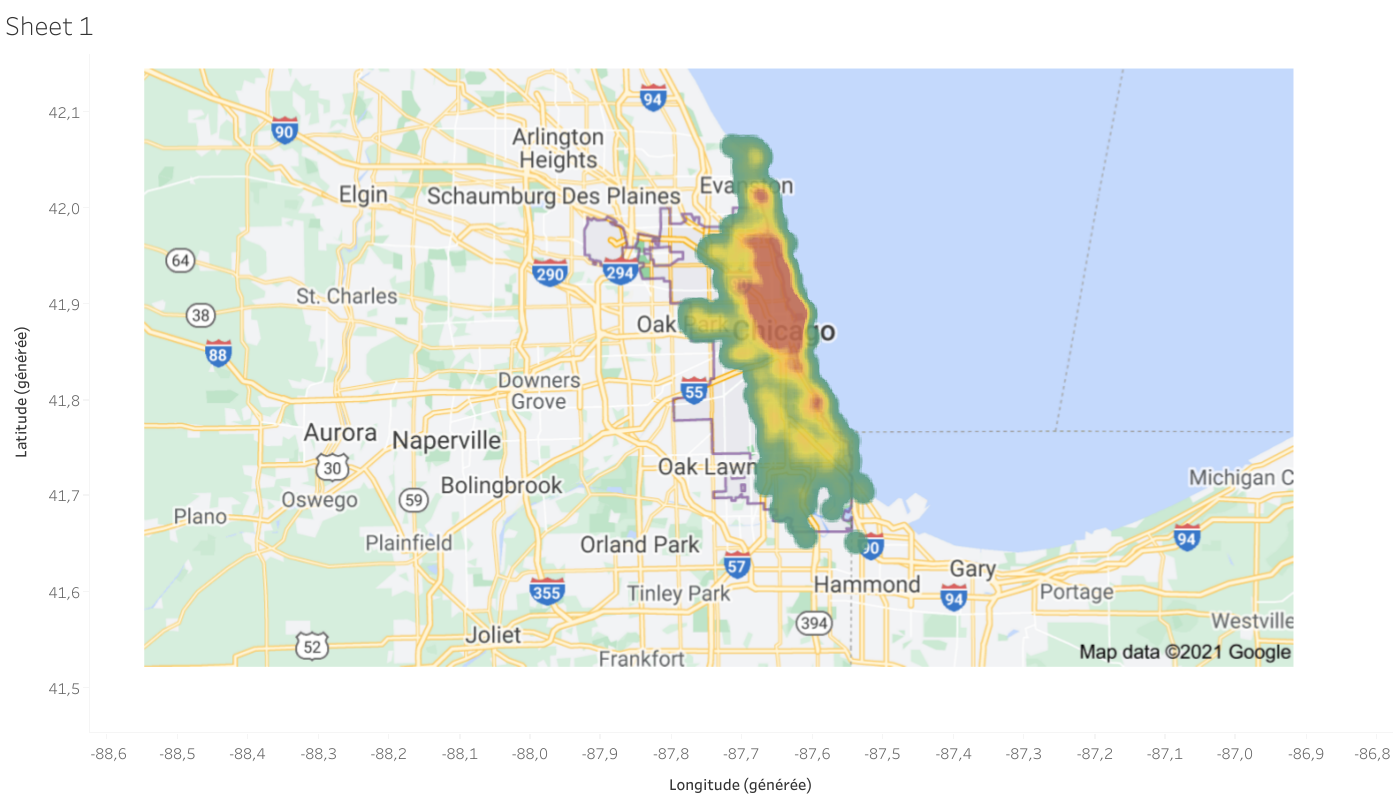 Sheet 1
42,1
42,0
41,9
41,8
41,7
41,6
41,5
Latitude (générée)
94
90
Arlington
Heights
Evanston
Elgin
Schaumburg Des Plaines
64
290
294
St. Charles
38
Oak Park
Chicago
88
Downers
Grove
55
Aurora
Naperville
30
Oak Lawn
Michigan C
Oswego
59
Bolingbrook
Plano
Plainfield
Orland Park
90
94
57
Gary
355
Tinley Park
Hammond
94
Portage
394
Westville
52
Joliet
Frankfort
Map data ©2021 Google
-88,6 -88,5 -88,4 -88,3 -88,2 -88,1 -88,0 -87,9 -87,8 -87,7 -87,6 -87,5 -87,4 -87,3 -87,2 -87,1 -87,0 -86,9 -86,8
Longitude (générée)